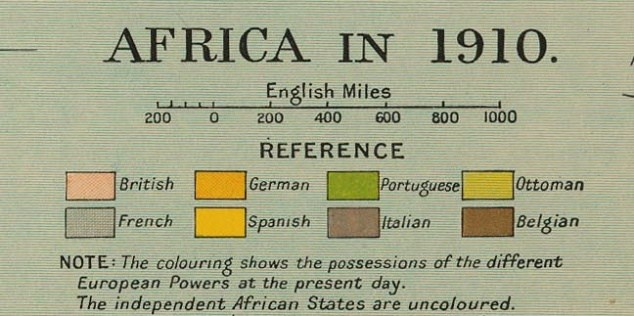 AFRICA IN 1910.
English Miles
200 0 200 400 600 800 1000
REFERENCE
British German Portuguese Ottoman
French Spanish Italian Belgian
NOTE: The colouring shows the possessions of the different
European Powers at the present day.
The independent African States are uncoloured.